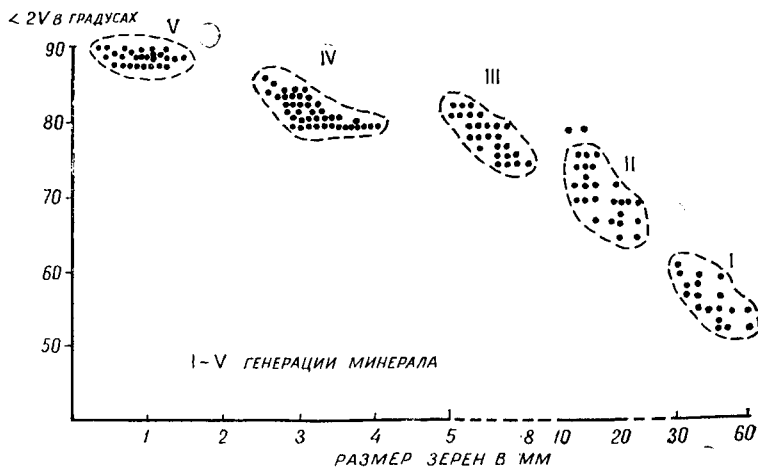 < 2V В ГРАДУСАХ
V
IV
III
II
I
90
80
70
60
50
I-V ГЕНЕРАЦИИ МИНЕРАЛА
1 2 3 4 5 8 10 20 30 60
РАЗМЕР ЗЕРЕН В ММ